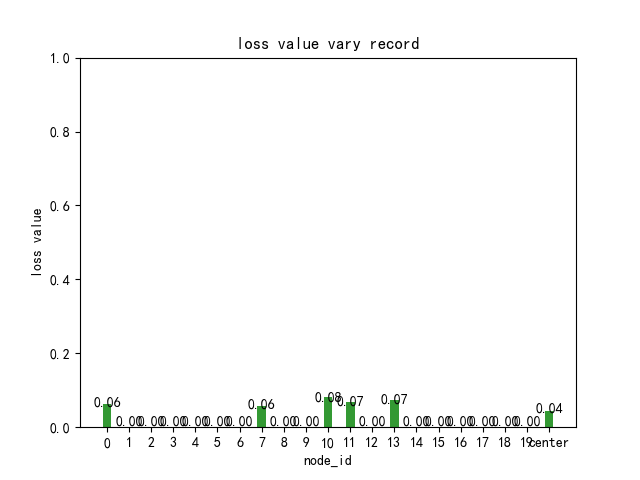 loss value vary record
1.0
0.8
0.6
0.4
0.2
0.0
loss value
0.06 0.00 0.00 0.00 0.00 0.00 0.00 0.06 0.00 0.00 0.08 0.07 0.00 0.07 0.00 0.00 0.00 0.00 0.00 0.00 0.04
0 1 2 3 4 5 6 7 8 9 10 11 12 13 14 15 16 17 18 19 center
node_id